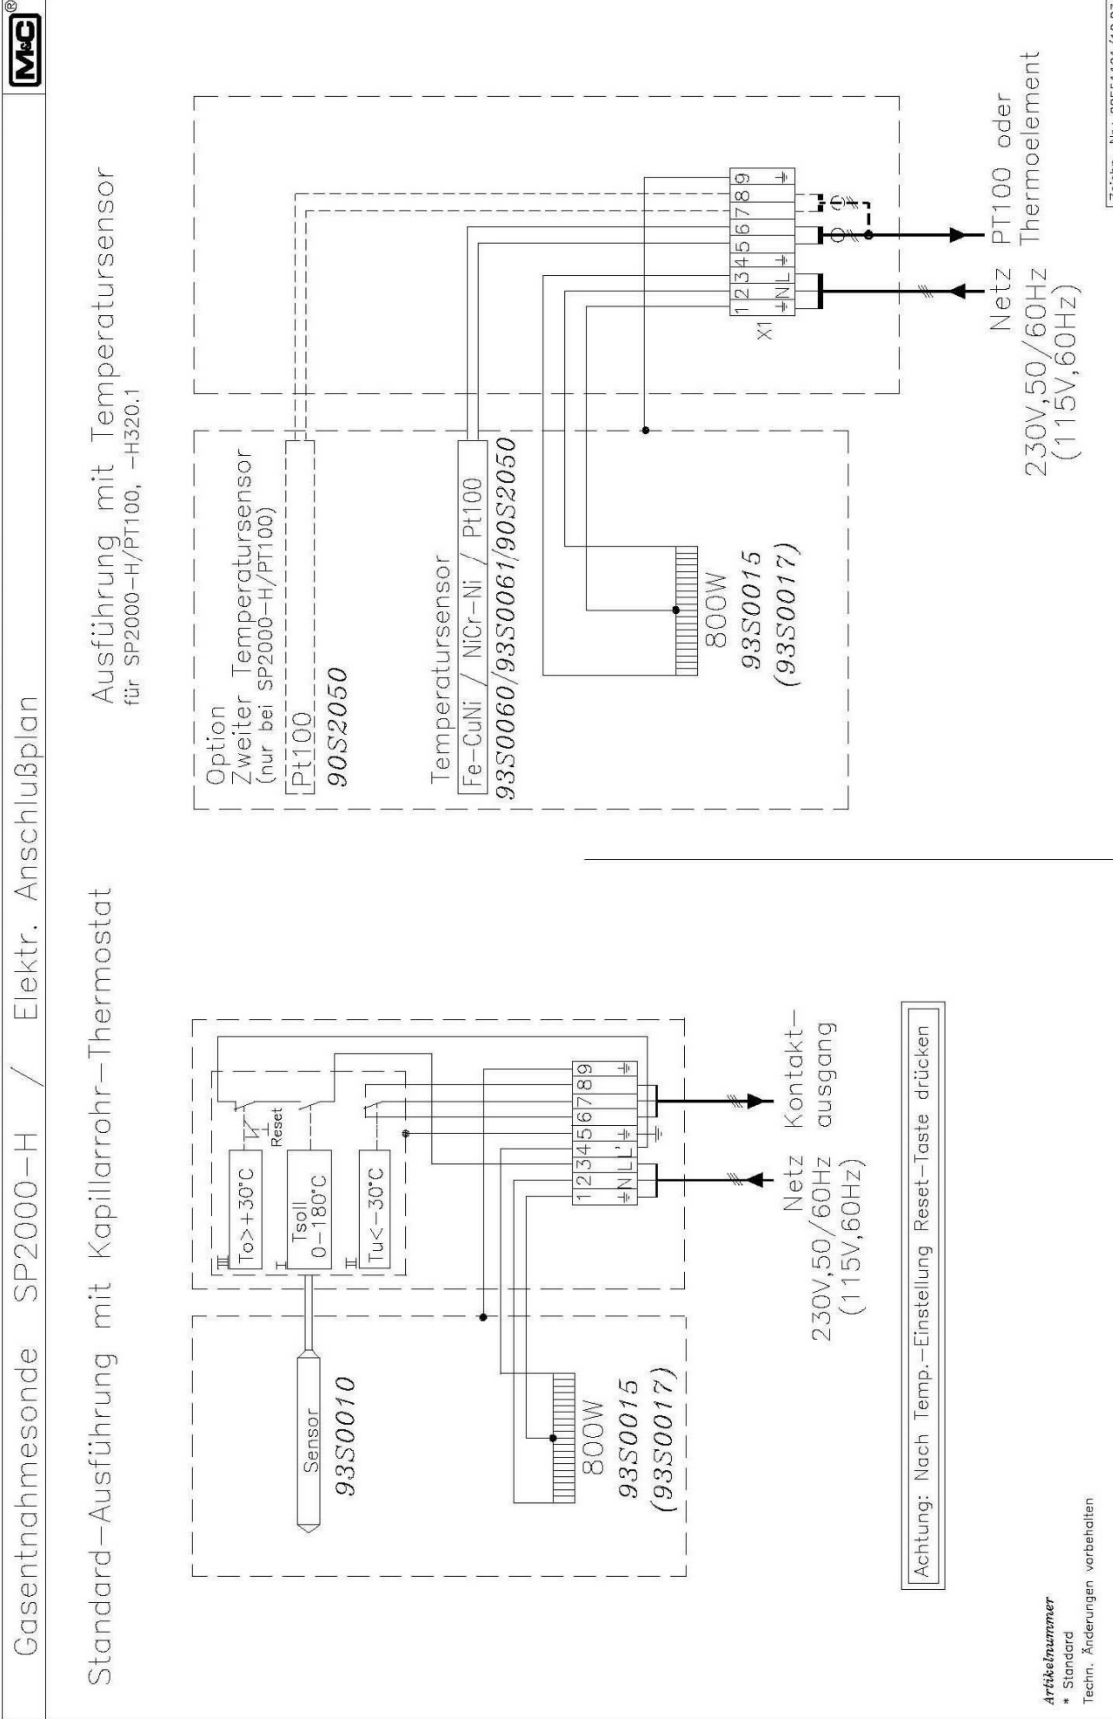 Gasentnahmesonde SP2000-H / Elektr. Anschlußplan
M&C®
Standard-Ausführung mit Kapillarrohr-Thermostat
To>+30°C
Reset
Tsoll
0-180°C
Tu<-30°C
III
I
II
Sensor
93S0010
800W
93S0015
(93S0017)
1 2 3 4 5 6 7 8 9
N L L'
Netz
230V,50/60Hz
(115V,60Hz)
Kontakt-
ausgang
Achtung: Nach Temp.-Einstellung Reset-Taste drücken
Artikelnummer
* Standard
Techn. Änderungen vorbehalten
Ausführung mit Temperatursensor
für SP2000-H/PT100, -H320.1
Option
Zweiter Temperatursensor
(nur bei SP2000-H/PT100)
Pt100
90S2050
Temperatursensor
Fe-CuNi / NiCr-Ni / Pt100
93S0060/93S0061/90S2050
800W
93S0015
(93S0017)
X1
1 2 3 4 5 6 7 8 9
N L
Netz
230V,50/60Hz
(115V,60Hz)
PT100 oder
Thermoelement